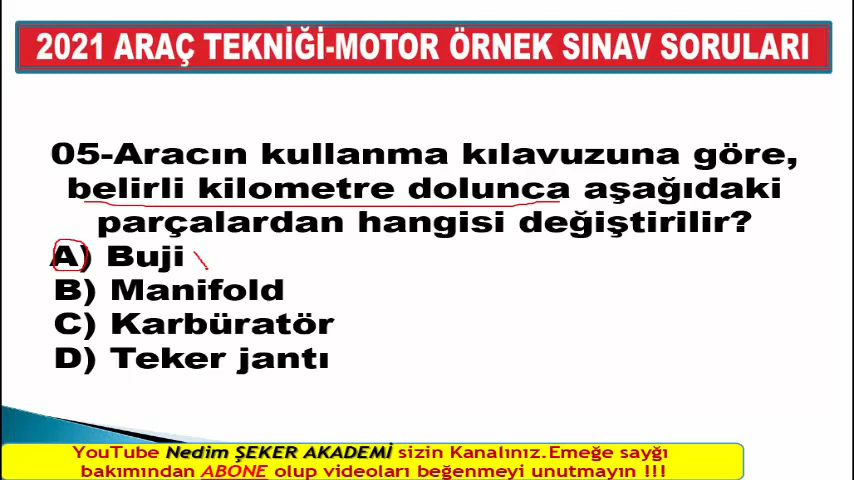 2021 ARAÇ TEKNİĞİ-MOTOR ÖRNEK SINAV SORULARI
05-Aracın kullanma kılavuzuna göre,
belirli kilometre dolunca aşağıdaki
parçalardan hangisi değiştirilir?
A) Buji
B) Manifold
C) Karbüratör
D) Teker jantı
YouTube Nedim ŞEKER AKADEMİ sizin Kanalınız.Emeğe sayğı
bakımından ABONE olup videoları beğenmeyi unutmayın !!!